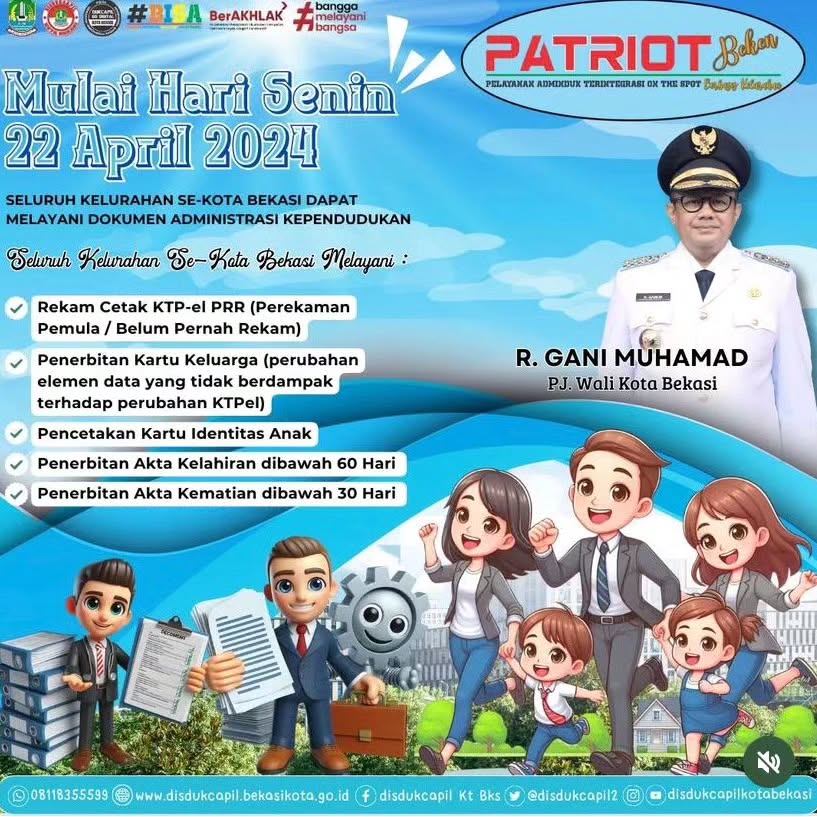 #BISA
BerAKHLAK
#bangga
melayani
#bangsa
PATRIOT Beken
PELAYANAN ADMINDUK TERINTEGRASI ON THE SPOT Berbasis Kelurahan
Mulai Hari Senin
22 April 2024
SELURUH KELURAHAN SE-KOTA BEKASI DAPAT
MELAYANI DOKUMEN ADMINISTRASI KEPENDUDUKAN
Seluruh Kelurahan Se-Kota Bekasi Melayani :
Rekam Cetak KTP-el PRR (Perekaman
Pemula / Belum Pernah Rekam)
Penerbitan Kartu Keluarga (perubahan
elemen data yang tidak berdampak
terhadap perubahan KTPel)
Pencetakan Kartu Identitas Anak
Penerbitan Akta Kelahiran dibawah 60 Hari
Penerbitan Akta Kematian dibawah 30 Hari
R. GANI MUHAMAD
PJ. Wali Kota Bekasi
08118355599 www.disdukcapil.bekasikota.go.id disdukcapil Kt Bks @disdukcapil2 disdukcapilkotabekasi